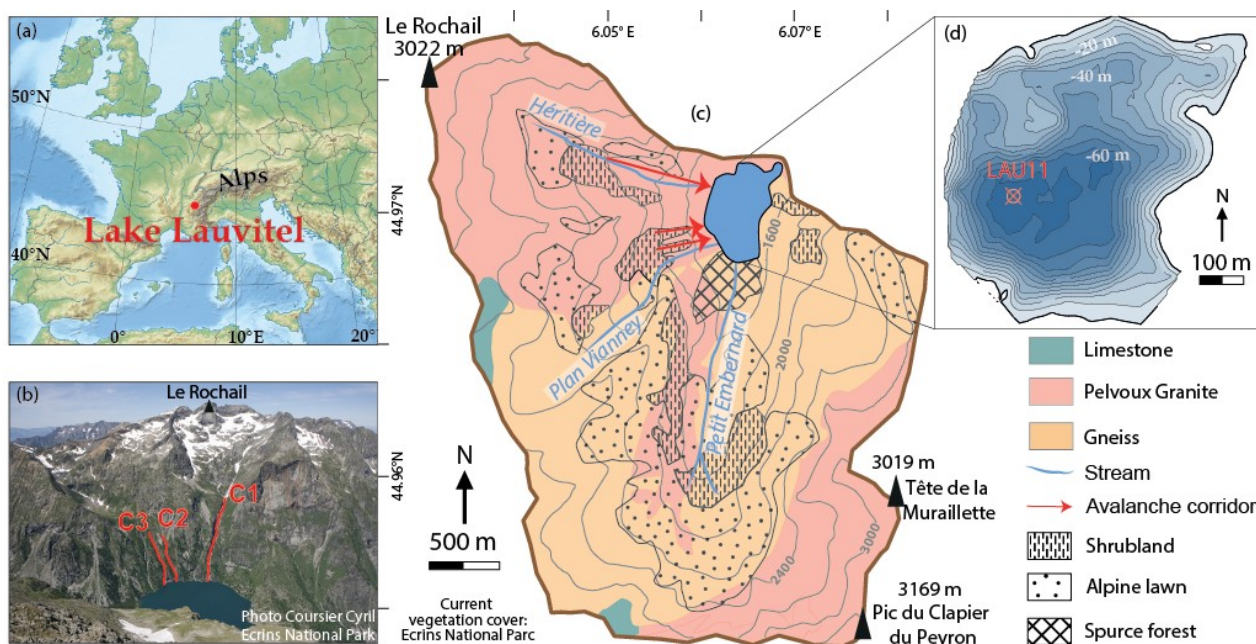 (a)
50°N
40°N
Alps
Lake Lauvitel
0°
10°E
20°
(b)
Le Rochail
C1
C2
C3
Photo Coursier Cyril
Ecrins National Park
Le Rochail
3022 m
6.05° E
6.07° E
44.97°N
44.96°N
(c)
Héritière
Plan Vianney
Petit Embernard
1600
2000
2400
3000
N
500 m
Current
vegetation cover:
Ecrins National Parc
3019 m
Tête de la
Muraillette
3169 m
Pic du Clapier
du Peyron
(d)
-20 m
-40 m
-60 m
LAU11
N
100 m
Limestone
Pelvoux Granite
Gneiss
Stream
Avalanche corridor
Shrubland
Alpine lawn
Spurce forest